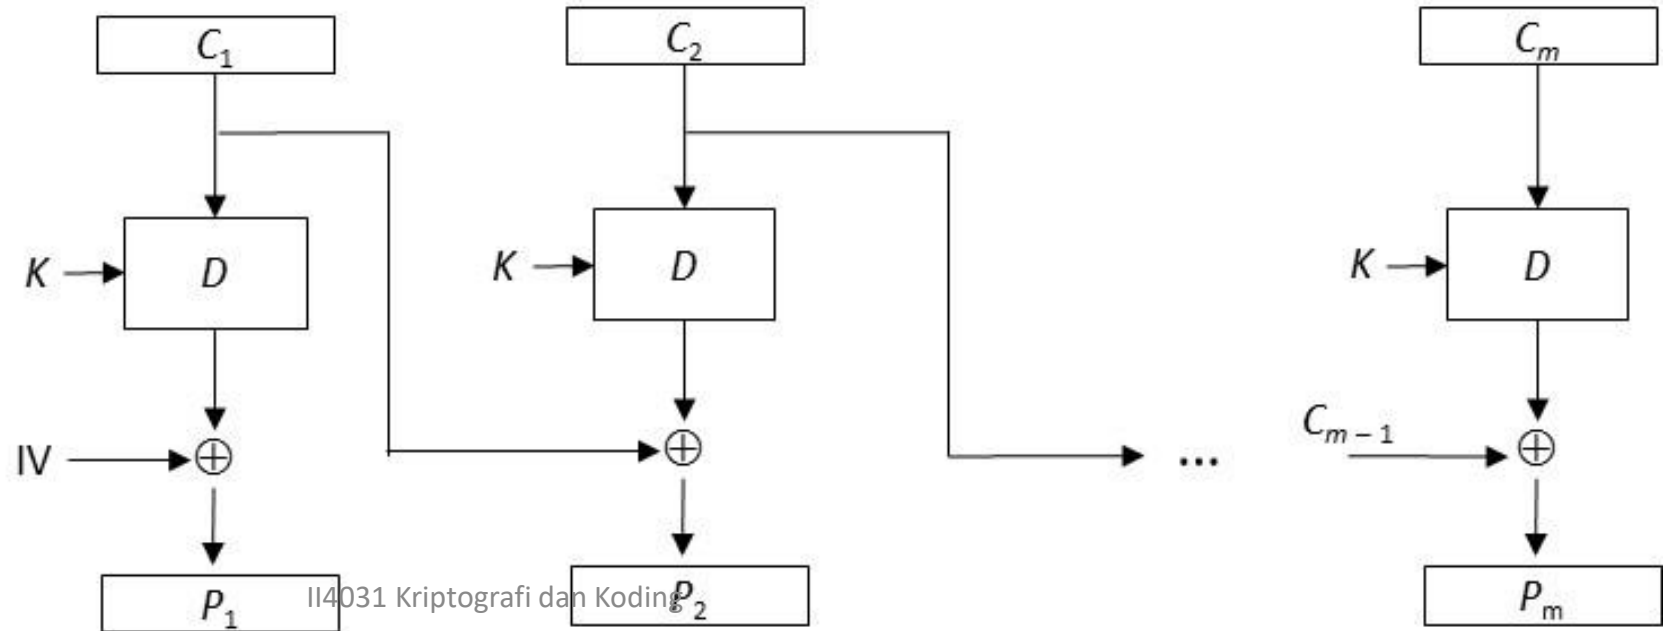 C₁ C₂ Cₘ
K D K D K D
IV ⊕ ⊕ ... Cₘ₋₁ ⊕
P₁ II4031 Kriptografi dan Koding P₂ Pₘ